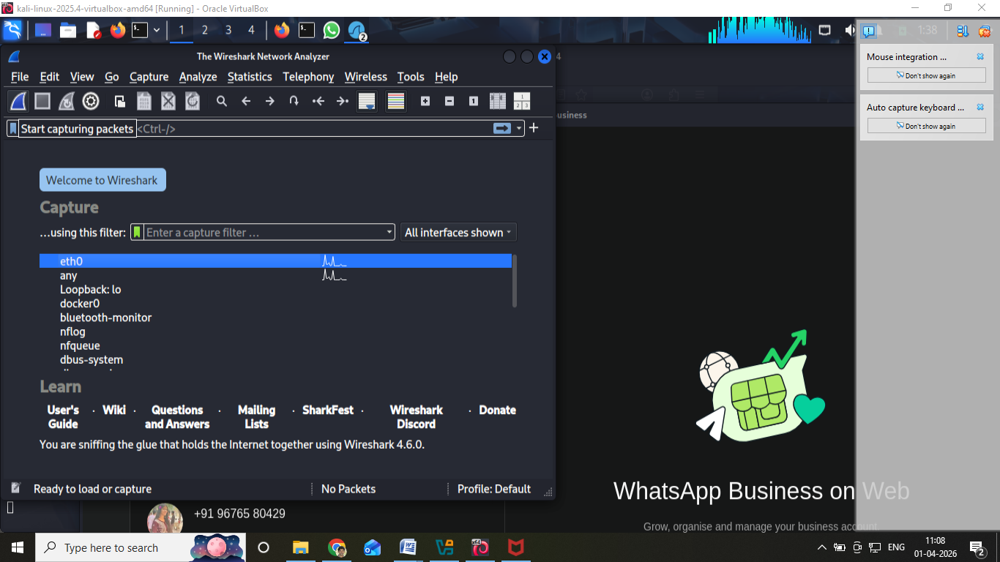 kali-linux-2025.4-virtualbox-amd64 [Running] - Oracle VirtualBox
1 2 3 4
2
1:38
The Wireshark Network Analyzer
4
File Edit View Go Capture Analyze Statistics Telephony Wireless Tools Help
Start capturing packets <Ctrl-/>
usiness
Mouse integration ...
Don't show again
Auto capture keyboard ...
Don't show again
Welcome to Wireshark
Capture
...using this filter: Enter a capture filter ... All interfaces shown
eth0
any
Loopback: lo
docker0
bluetooth-monitor
nflog
nfqueue
dbus-system
Learn
User's Guide · Wiki · Questions and Answers · Mailing Lists · SharkFest · Wireshark Discord · Donate
You are sniffing the glue that holds the Internet together using Wireshark 4.6.0.
Ready to load or capture No Packets Profile: Default
+91 96765 80429
WhatsApp Business on Web
Grow, organise and manage your business account.
Type here to search
x64
ENG
11:08
01-04-2026
2